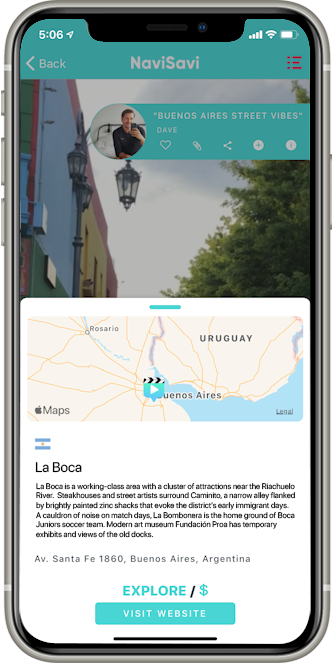 5:06
Back
NaviSavi
"BUENOS AIRES STREET VIBES"
DAVE
Rosario
URUGUAY
Buenos Aires
Maps
Legal
La Boca
La Boca is a working-class area with a cluster of attractions near the Riachuelo
River. Steakhouses and street artists surround Caminito, a narrow alley flanked
by brightly painted zinc shacks that evoke the district's early immigrant days.
A cauldron of noise on match days, La Bombonera is the home ground of Boca
Juniors soccer team. Modern art museum Fundación Proa has temporary
exhibits and views of the old docks.
Av. Santa Fe 1860, Buenos Aires, Argentina
EXPLORE / $
VISIT WEBSITE